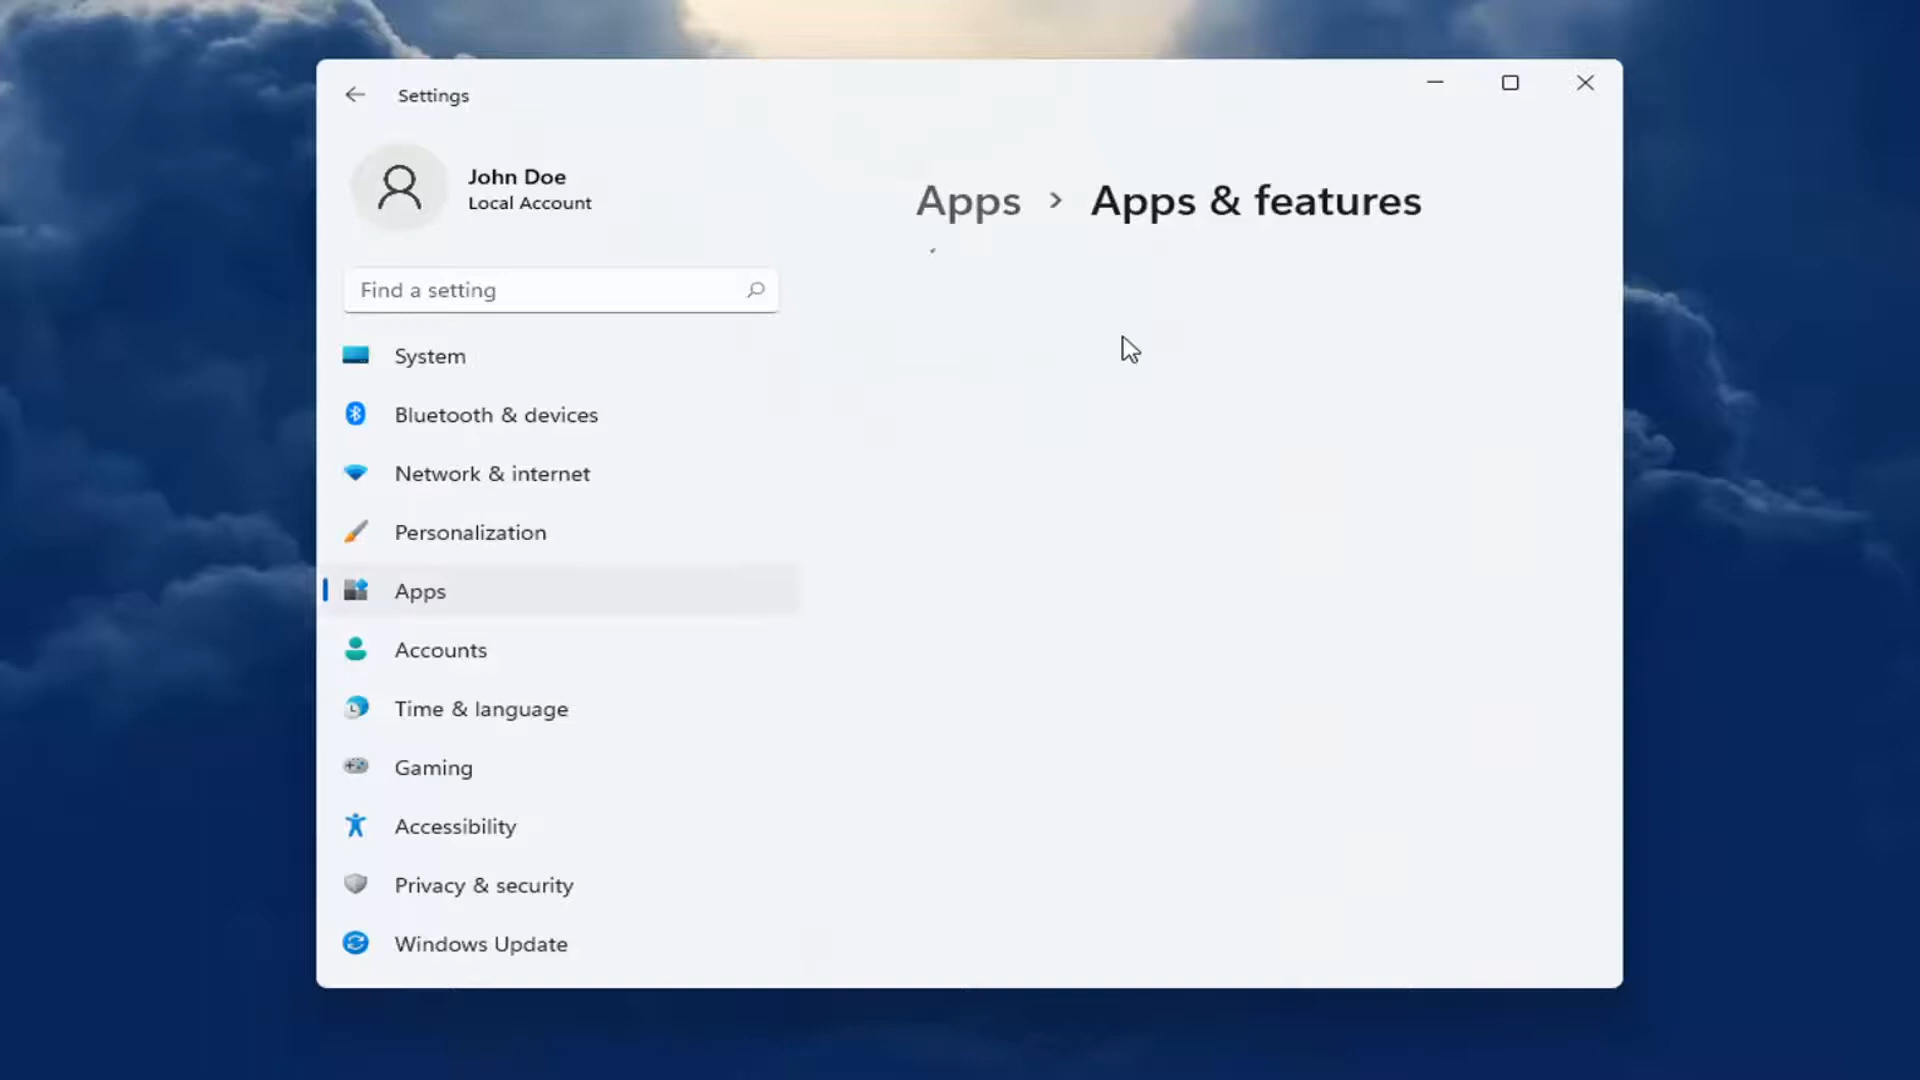 Settings
John Doe
Local Account
Find a setting
System
Bluetooth & devices
Network & internet
Personalization
Apps
Accounts
Time & language
Gaming
Accessibility
Privacy & security
Windows Update
Apps > Apps & features